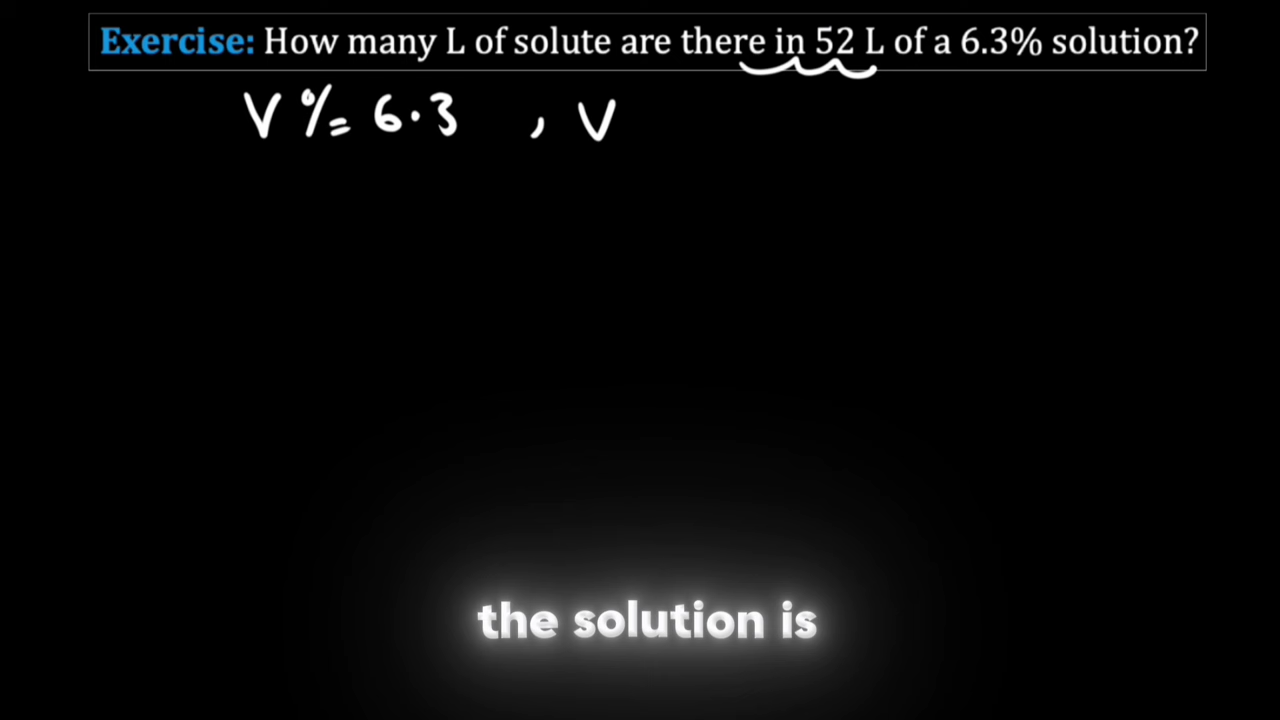 Exercise: How many L of solute are there in 52 L of a 6.3% solution?
V % = 6.3 , V
the solution is